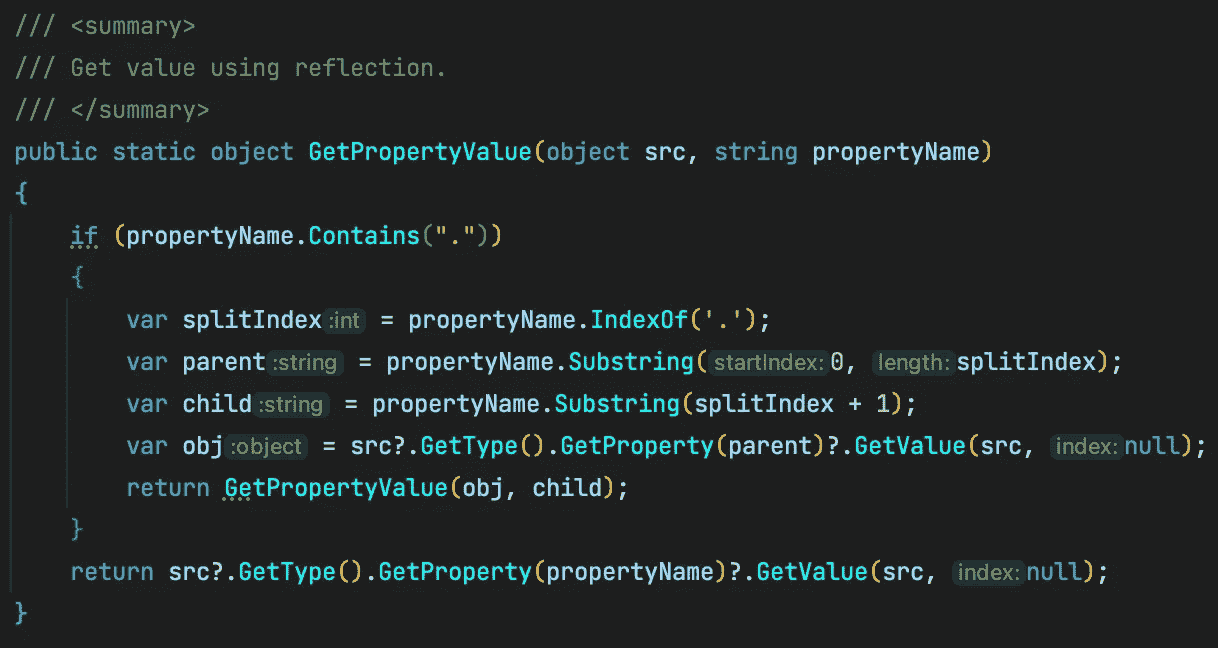 /// <summary>
/// Get value using reflection.
/// </summary>
public static object GetPropertyValue(object src, string propertyName)
{
    if (propertyName.Contains("."))
    {
        var splitIndex:int = propertyName.IndexOf('.');
        var parent:string = propertyName.Substring(startIndex:0, length:splitIndex);
        var child:string = propertyName.Substring(splitIndex + 1);
        var obj:object = src?.GetType().GetProperty(parent)?.GetValue(src, index:null);
        return GetPropertyValue(obj, child);
    }
    return src?.GetType().GetProperty(propertyName)?.GetValue(src, index:null);
}